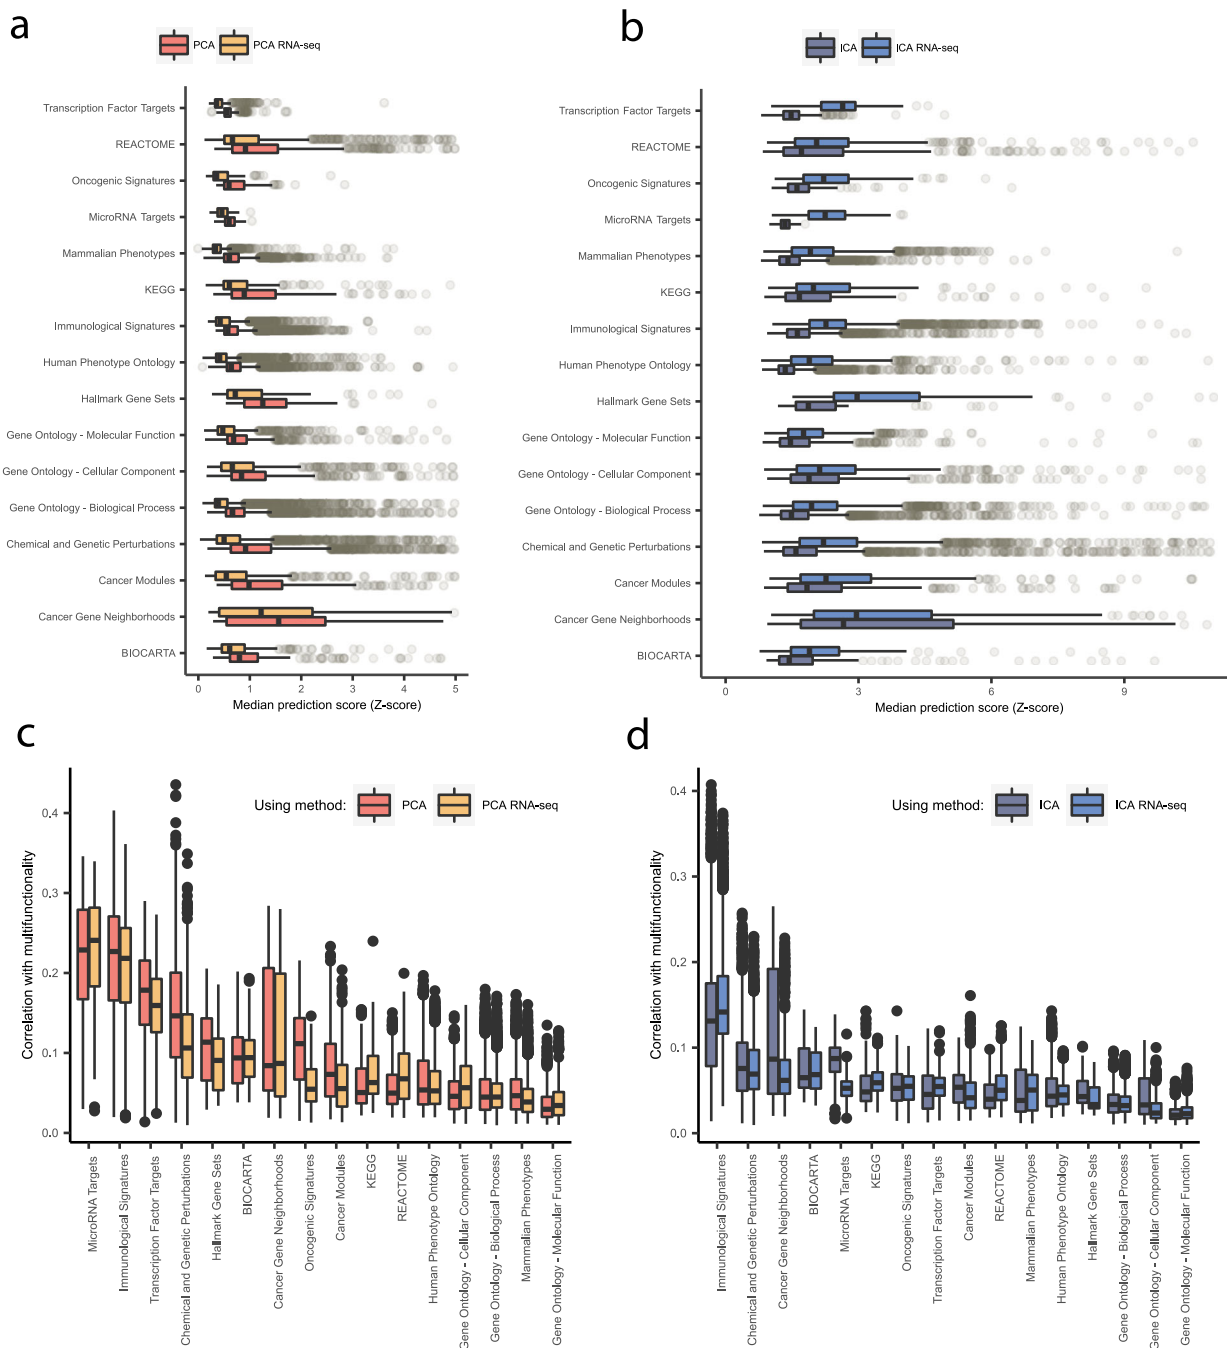 a
PCA
PCA RNA-seq
Transcription Factor Targets
REACTOME
Oncogenic Signatures
MicroRNA Targets
Mammalian Phenotypes
KEGG
Immunological Signatures
Human Phenotype Ontology
Hallmark Gene Sets
Gene Ontology - Molecular Function
Gene Ontology - Cellular Component
Gene Ontology - Biological Process
Chemical and Genetic Perturbations
Cancer Modules
Cancer Gene Neighborhoods
BIOCARTA
0 1 2 3 4 5
Median prediction score (Z-score)
b
ICA
ICA RNA-seq
Transcription Factor Targets
REACTOME
Oncogenic Signatures
MicroRNA Targets
Mammalian Phenotypes
KEGG
Immunological Signatures
Human Phenotype Ontology
Hallmark Gene Sets
Gene Ontology - Molecular Function
Gene Ontology - Cellular Component
Gene Ontology - Biological Process
Chemical and Genetic Perturbations
Cancer Modules
Cancer Gene Neighborhoods
BIOCARTA
0 3 6 9
Median prediction score (Z-score)
c
Using method:
PCA
PCA RNA-seq
Correlation with multifunctionality
0.4
0.3
0.2
0.1
0.0
MicroRNA Targets
Immunological Signatures
Transcription Factor Targets
Chemical and Genetic Perturbations
Hallmark Gene Sets
BIOCARTA
Cancer Gene Neighborhoods
Oncogenic Signatures
Cancer Modules
KEGG
REACTOME
Human Phenotype Ontology
Gene Ontology - Cellular Component
Gene Ontology - Biological Process
Mammalian Phenotypes
Gene Ontology - Molecular Function
d
Using method:
ICA
ICA RNA-seq
Correlation with multifunctionality
0.4
0.3
0.2
0.1
0.0
Immunological Signatures
Chemical and Genetic Perturbations
Cancer Gene Neighborhoods
BIOCARTA
MicroRNA Targets
KEGG
Oncogenic Signatures
Transcription Factor Targets
Cancer Modules
REACTOME
Mammalian Phenotypes
Human Phenotype Ontology
Hallmark Gene Sets
Gene Ontology - Biological Process
Gene Ontology - Cellular Component
Gene Ontology - Molecular Function